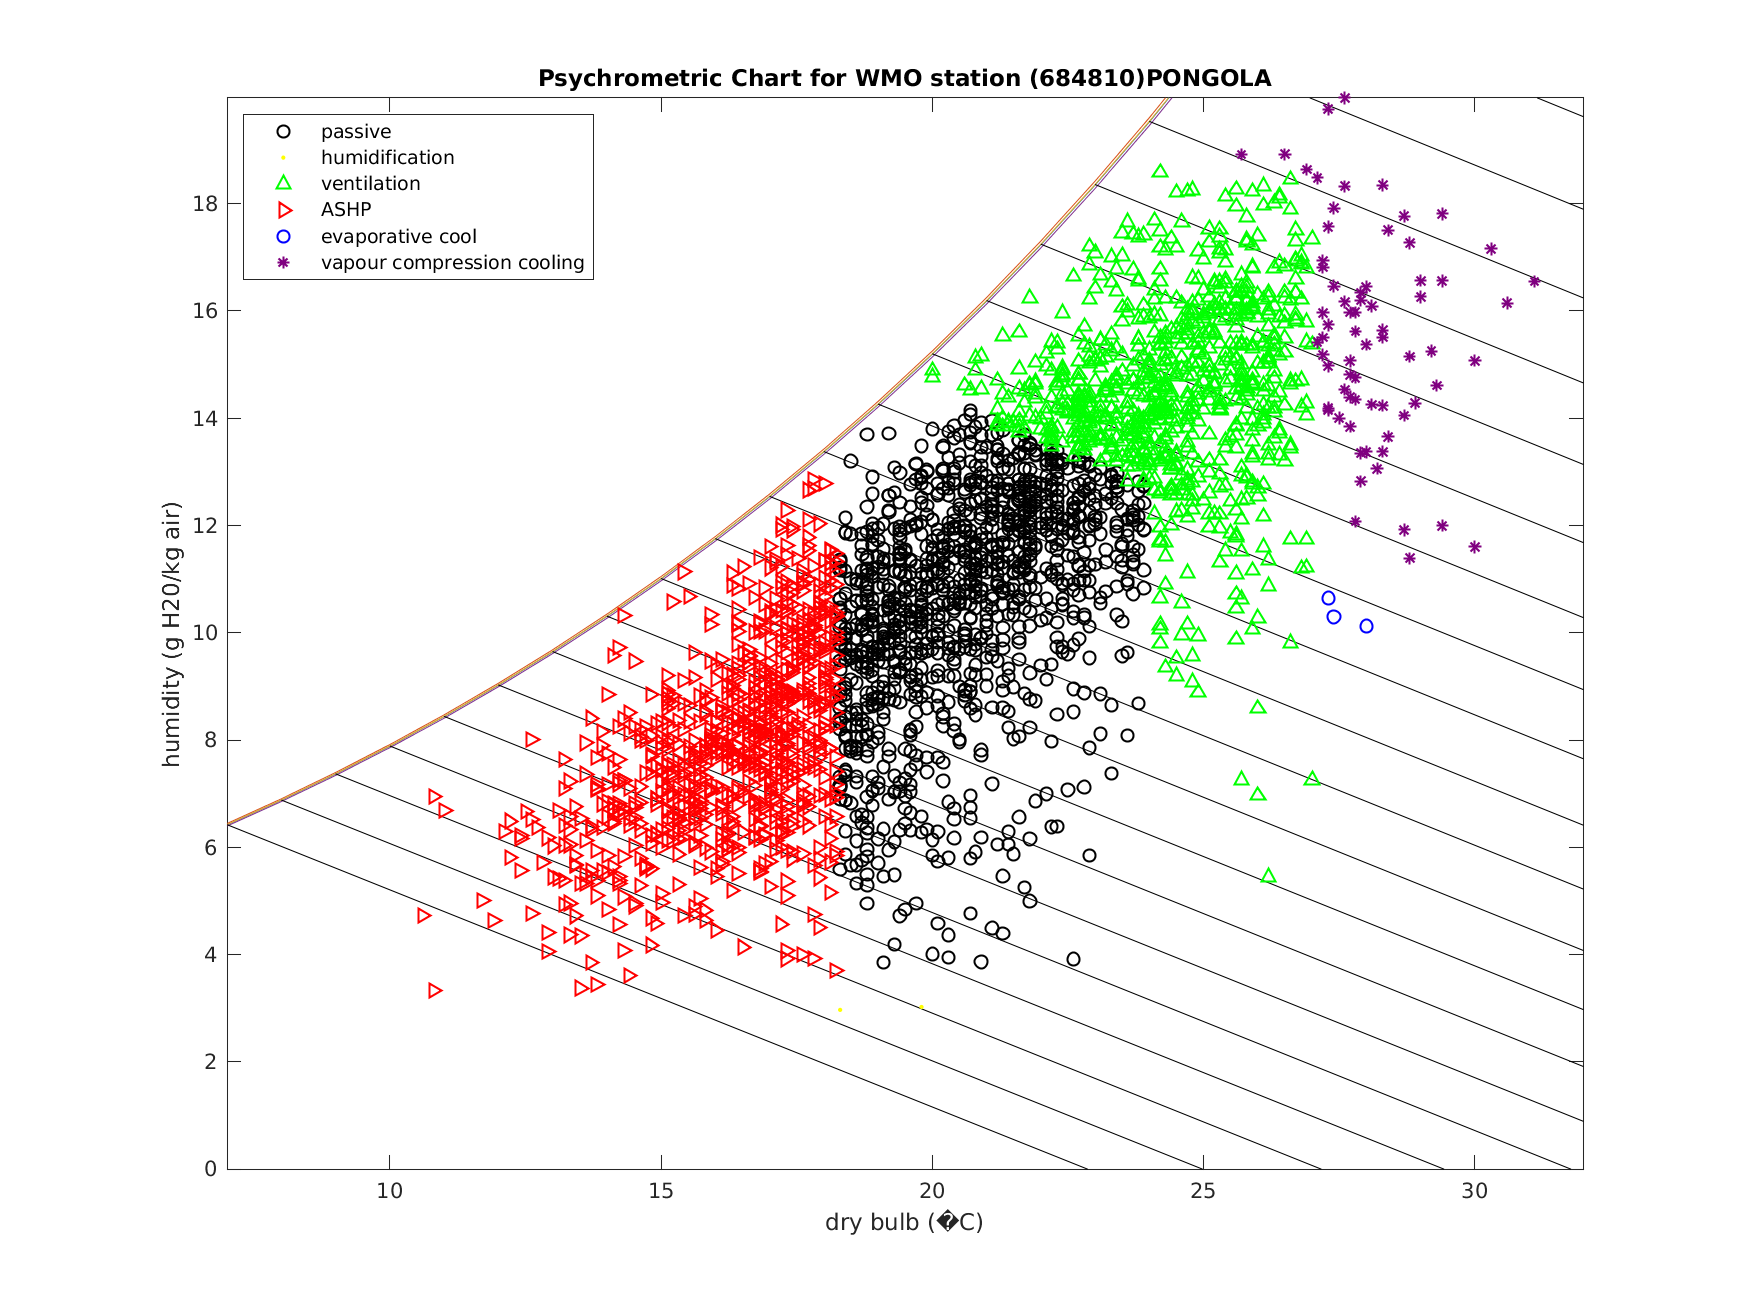 Psychrometric Chart for WMO station (684810)PONGOLA
passive
humidification
ventilation
ASHP
evaporative cool
vapour compression cooling
humidity (g H20/kg air)
18
16
14
12
10
8
6
4
2
0
10 15 20 25 30
dry bulb (�C)